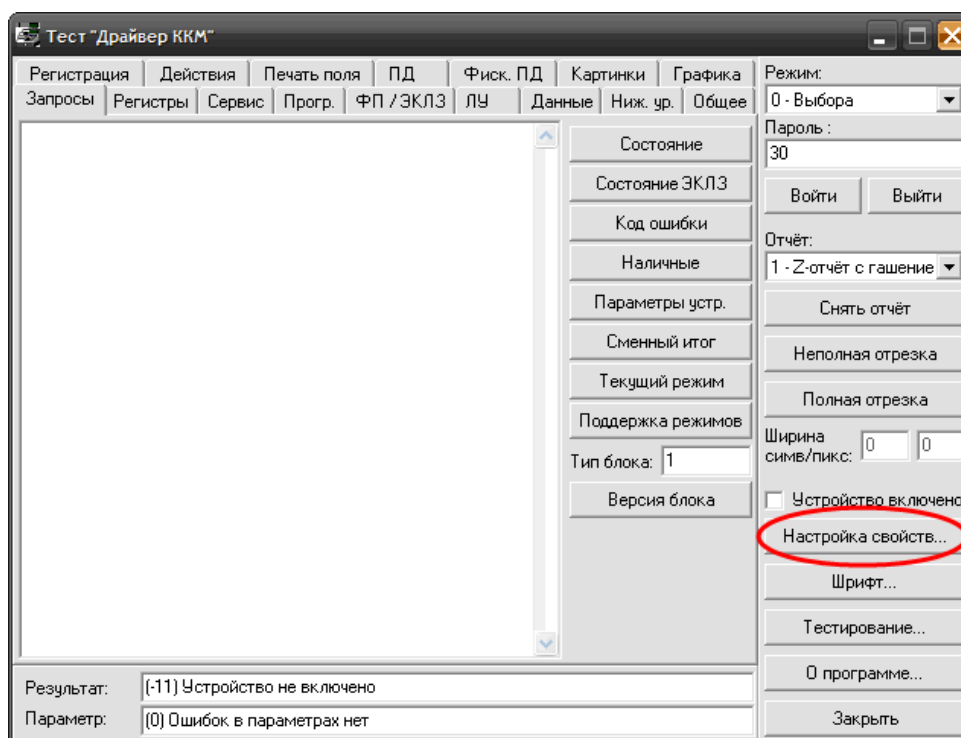 Тест "Драйвер ККМ"
Регистрация Действия Печать поля ПД Фиск. ПД Картинки Графика
Запросы Регистры Сервис Прогр. ФП / ЭКЛЗ ЛУ Данные Ниж. ур. Общее
Состояние
Состояние ЭКЛЗ
Код ошибки
Наличные
Параметры устр.
Сменный итог
Текущий режим
Поддержка режимов
Тип блока: 1
Версия блока
Режим:
0 - Выбора
Пароль :
30
Войти Выйти
Отчёт:
1 - Z-отчёт с гашение
Снять отчёт
Неполная отрезка
Полная отрезка
Ширина
симв/пикс: 0 0
Устройство включено
Настройка свойств...
Шрифт...
Тестирование...
О программе...
Закрыть
Результат: (-11) Устройство не включено
Параметр: (0) Ошибок в параметрах нет